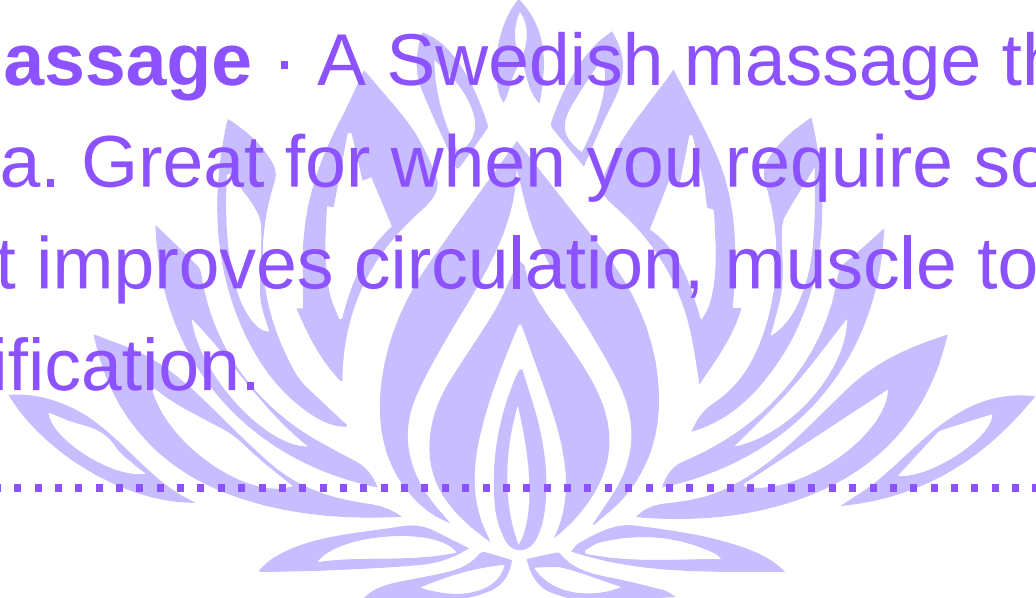 assage · A Swedish massage th
a. Great for when you require so
t improves circulation, muscle to
ification.